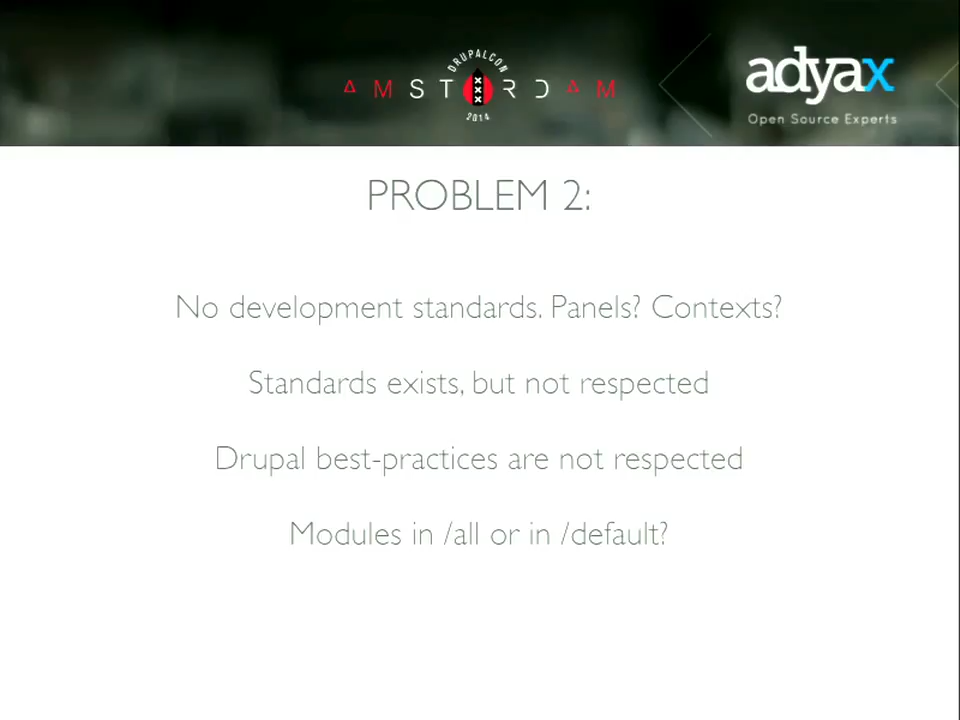 DRUPALCON
AMSTERDAM
2014
adyax
Open Source Experts
PROBLEM 2:
No development standards. Panels? Contexts?
Standards exists, but not respected
Drupal best-practices are not respected
Modules in /all or in /default?